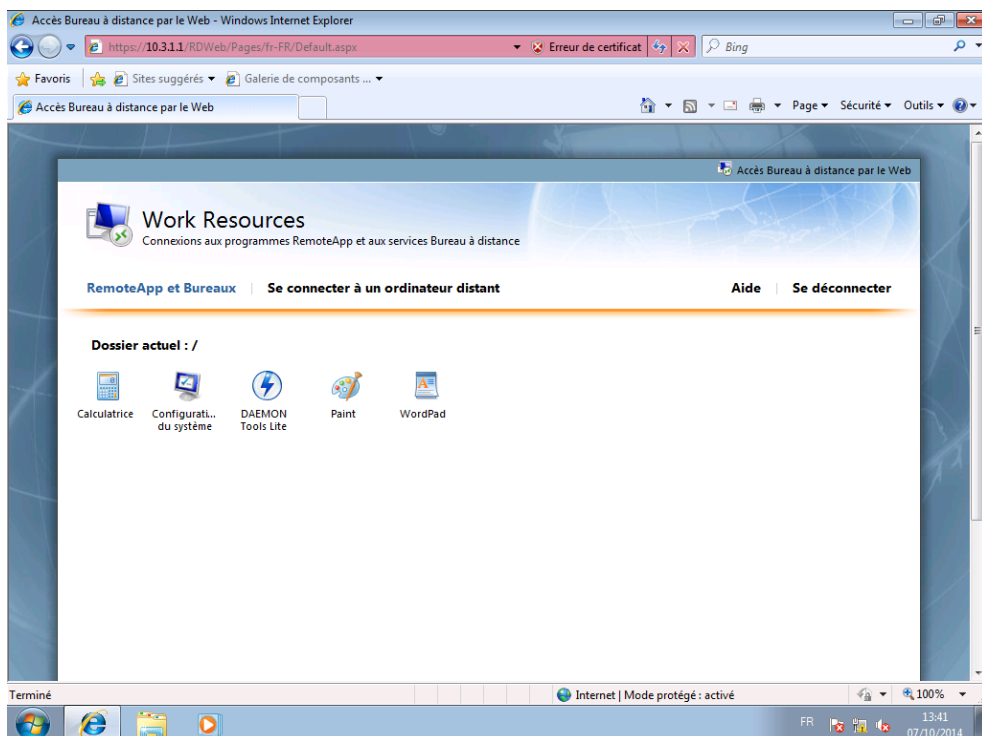 Accès Bureau à distance par le Web - Windows Internet Explorer
https://10.3.1.1/RDWeb/Pages/fr-FR/Default.aspx Erreur de certificat Bing
Favoris Sites suggérés Galerie de composants ...
Accès Bureau à distance par le Web Page Sécurité Outils
Accès Bureau à distance par le Web
Work Resources
Connexions aux programmes RemoteApp et aux services Bureau à distance
RemoteApp et Bureaux Se connecter à un ordinateur distant Aide Se déconnecter
Dossier actuel : /
Calculatrice Configurati... DAEMON Paint WordPad
du système Tools Lite
Terminé Internet | Mode protégé : activé 100%
FR 13:41
07/10/2014